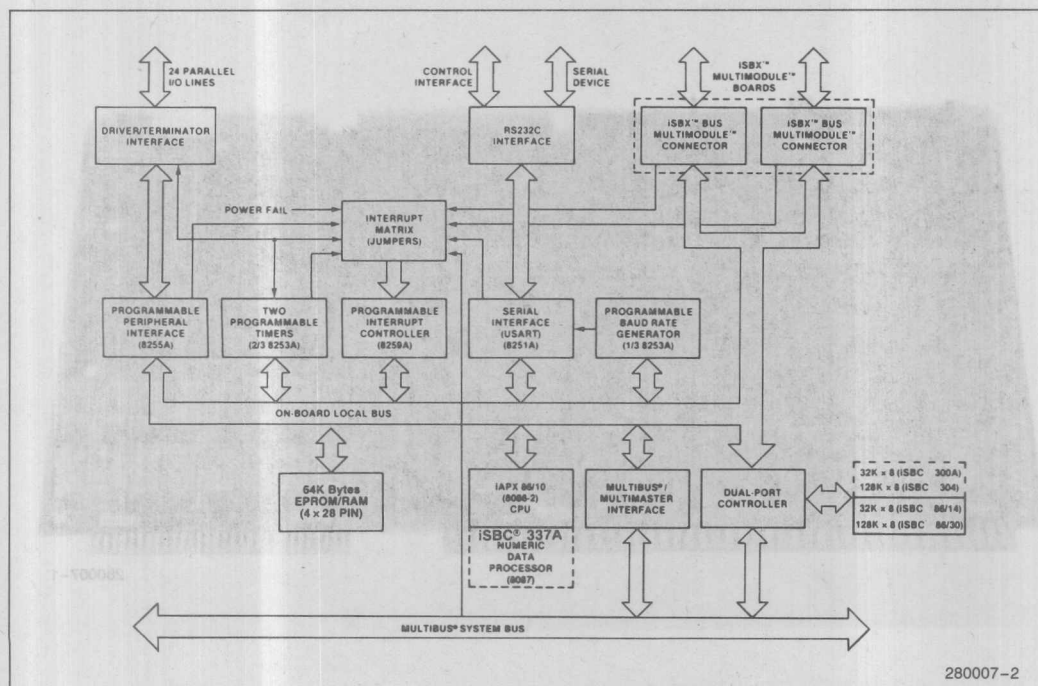 24 PARALLEL
I/O LINES
CONTROL
INTERFACE
SERIAL
DEVICE
iSBX™
MULTIMODULE™
BOARDS
DRIVER/TERMINATOR
INTERFACE
RS232C
INTERFACE
iSBX™ BUS
MULTIMODULE™
CONNECTOR
iSBX™ BUS
MULTIMODULE™
CONNECTOR
POWER FAIL
INTERRUPT
MATRIX
(JUMPERS)
PROGRAMMABLE
PERIPHERAL
INTERFACE
(8255A)
TWO
PROGRAMMABLE
TIMERS
(2/3 8253A)
PROGRAMMABLE
INTERRUPT
CONTROLLER
(8259A)
SERIAL
INTERFACE
(USART)
(8251A)
PROGRAMMABLE
BAUD RATE
GENERATOR
(1/3 8253A)
ON-BOARD LOCAL BUS
64K Bytes
EPROM/RAM
(4 x 28 PIN)
iAPX 86/10
(8086-2)
CPU
iSBC® 337A
NUMERIC
DATA
PROCESSOR
(8087)
MULTIBUS®/
MULTIMASTER
INTERFACE
DUAL-PORT
CONTROLLER
32K × 8 (iSBC 300A)
128K × 8 (iSBC 304)
32K × 8 (iSBC 86/14)
128K × 8 (iSBC 86/30)
280007-1
MULTIBUS® SYSTEM BUS
280007-2